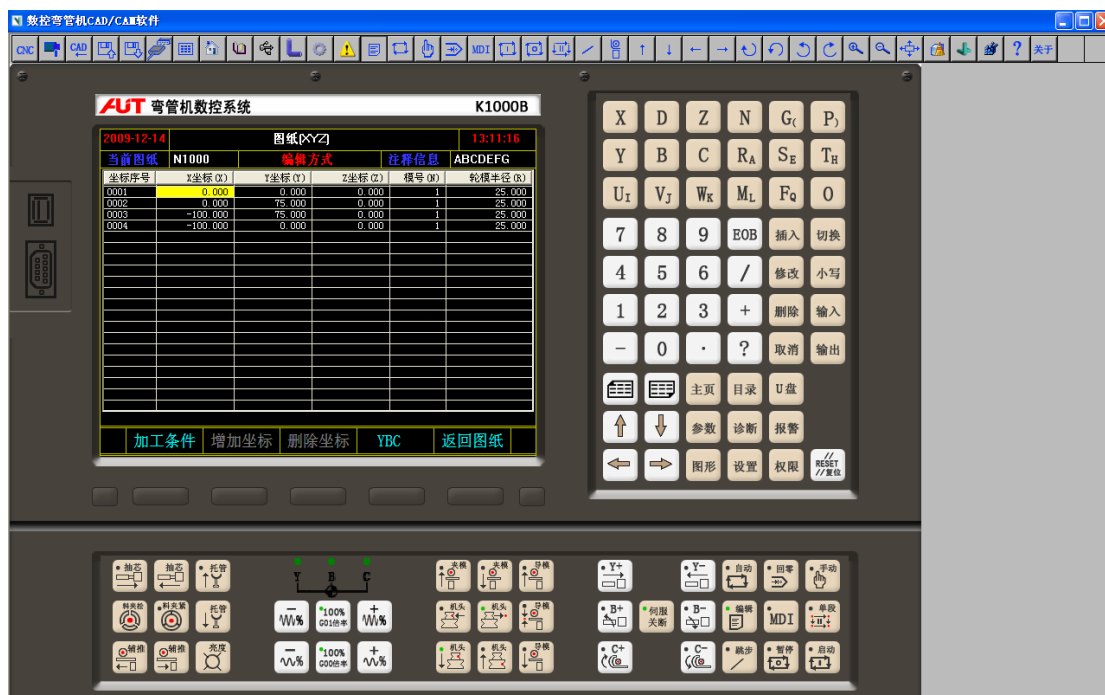 数控弯管机CAD/CAM软件
CNC CAD MDI ? 关于
AUT 弯管机数控系统 K1000B
2009-12-14 图纸[XYZ] 13:11:16
当前图纸 N1000 编辑方式 注释信息 ABCDEFG
坐标序号 X坐标(X) Y坐标(Y) Z坐标(Z) 模号(N) 轮模半径(R)
0001 0.000 0.000 0.000 1 25.000
0002 0.000 75.000 0.000 1 25.000
0003 -100.000 75.000 0.000 1 25.000
0004 -100.000 0.000 0.000 1 25.000
加工条件 增加坐标 删除坐标 YBC 返回图纸
X D Z N G( P)
Y B C RA SE TH
UI VJ WK ML FQ O
7 8 9 EOB 插入 切换
4 5 6 / 修改 小写
1 2 3 + 删除 输入
- 0 · ? 取消 输出
主页 目录 U盘
参数 诊断 报警
图形 设置 权限 // RESET //复位
抽芯 抽芯 托管 Y B C 夹模 夹模 导模 Y+ Y- 自动 回零 手动
料夹松 料夹紧 托管 - % 100% G01倍率 + % 机头 机头 导模 B+ 伺服关断 B- 编辑 MDI 单段
辅推 辅推 亮度 - % 100% G00倍率 + % 机头 机头 导模 C+ C- 跳步 暂停 启动